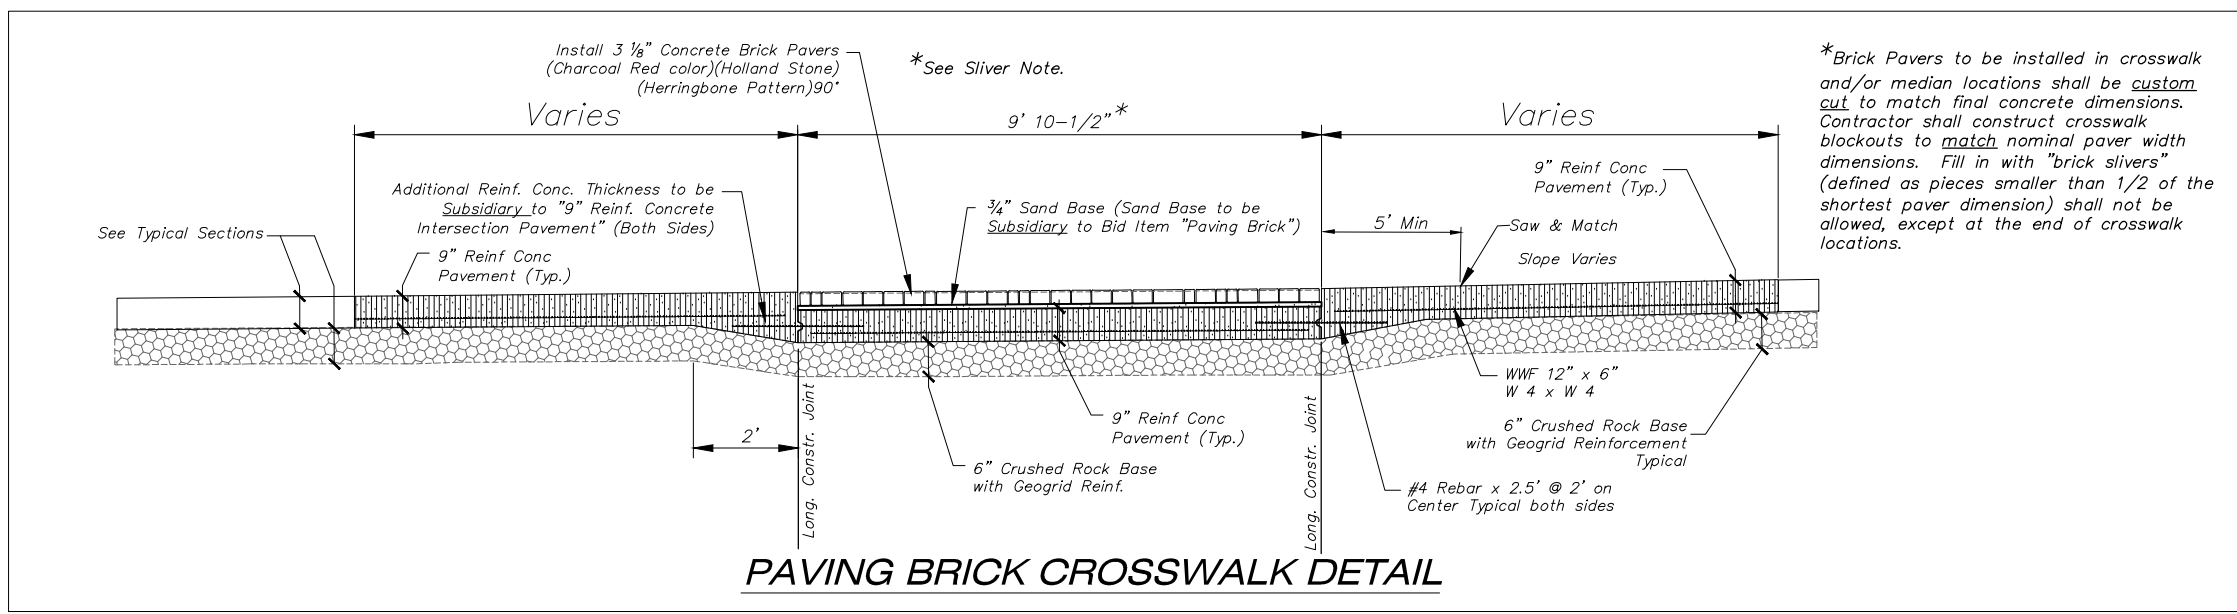 Install 3 ⅛" Concrete Brick Pavers
(Charcoal Red color)(Holland Stone)
(Herringbone Pattern)90°
*See Sliver Note.
Varies
9' 10-1/2"*
Varies
*Brick Pavers to be installed in crosswalk
and/or median locations shall be custom
cut to match final concrete dimensions.
Contractor shall construct crosswalk
blockouts to match nominal paver width
dimensions. Fill in with "brick slivers"
(defined as pieces smaller than 1/2 of the
shortest paver dimension) shall not be
allowed, except at the end of crosswalk
locations.
Additional Reinf. Conc. Thickness to be
Subsidiary to "9" Reinf. Concrete
Intersection Pavement" (Both Sides)
See Typical Sections
9" Reinf Conc
Pavement (Typ.)
¾" Sand Base (Sand Base to be
Subsidiary to Bid Item "Paving Brick")
5' Min
9" Reinf Conc
Pavement (Typ.)
Saw & Match
Slope Varies
WWF 12" x 6"
W 4 x W 4
6" Crushed Rock Base
with Geogrid Reinforcement
Typical
#4 Rebar x 2.5' @ 2' on
Center Typical both sides
2'
Long. Constr. Joint
9" Reinf Conc
Pavement (Typ.)
6" Crushed Rock Base
with Geogrid Reinf.
Long. Constr. Joint
PAVING BRICK CROSSWALK DETAIL